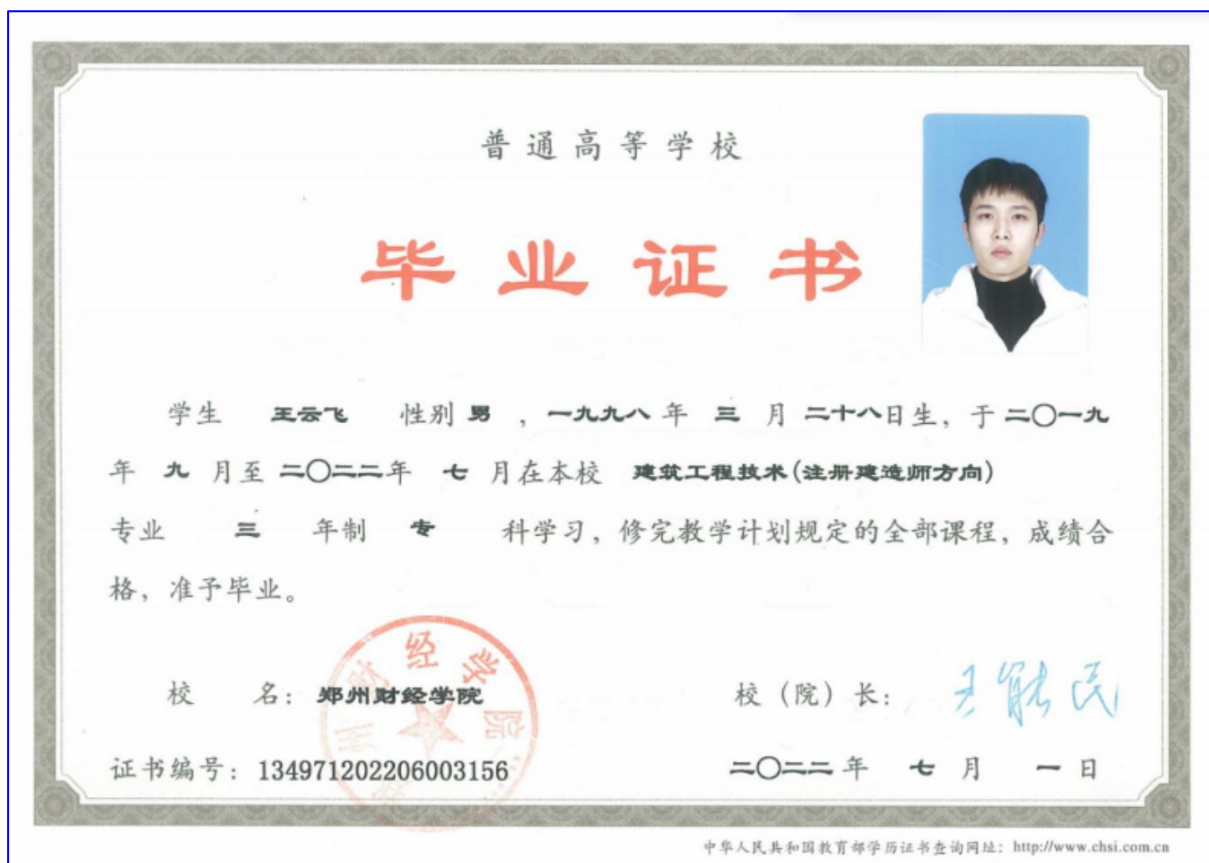 普通高等学校
毕业证书
学生 王云飞 性别 男 ，一九九八 年 三 月 二十八日生，于 二〇一九
年 九 月至 二〇二二年 七 月在本校 建筑工程技术(注册建造师方向)
专业 三 年制 专 科学习，修完教学计划规定的全部课程，成绩合
格，准予毕业。
校 名：郑州财经学院
校（院）长：王能民
证书编号：134971202206003156
二〇二二 年 七 月 一 日
郑州财经学院
中华人民共和国教育部学历证书查询网址：http://www.chsi.com.cn